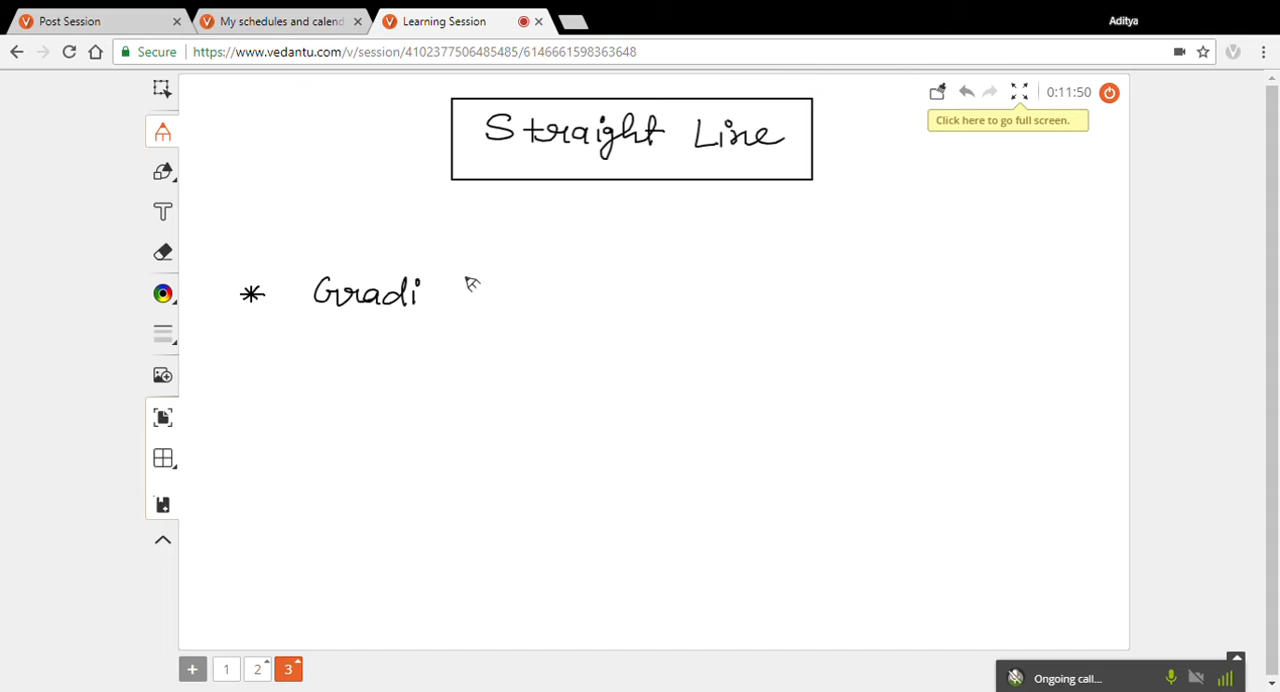 Post Session My schedules and calend Learning Session Aditya
Secure https://www.vedantu.com/v/session/4102377506485485/6146661598363648
0:11:50
Click here to go full screen.
Straight Line
* Gradi
T
+ 1 2 3
Ongoing call...